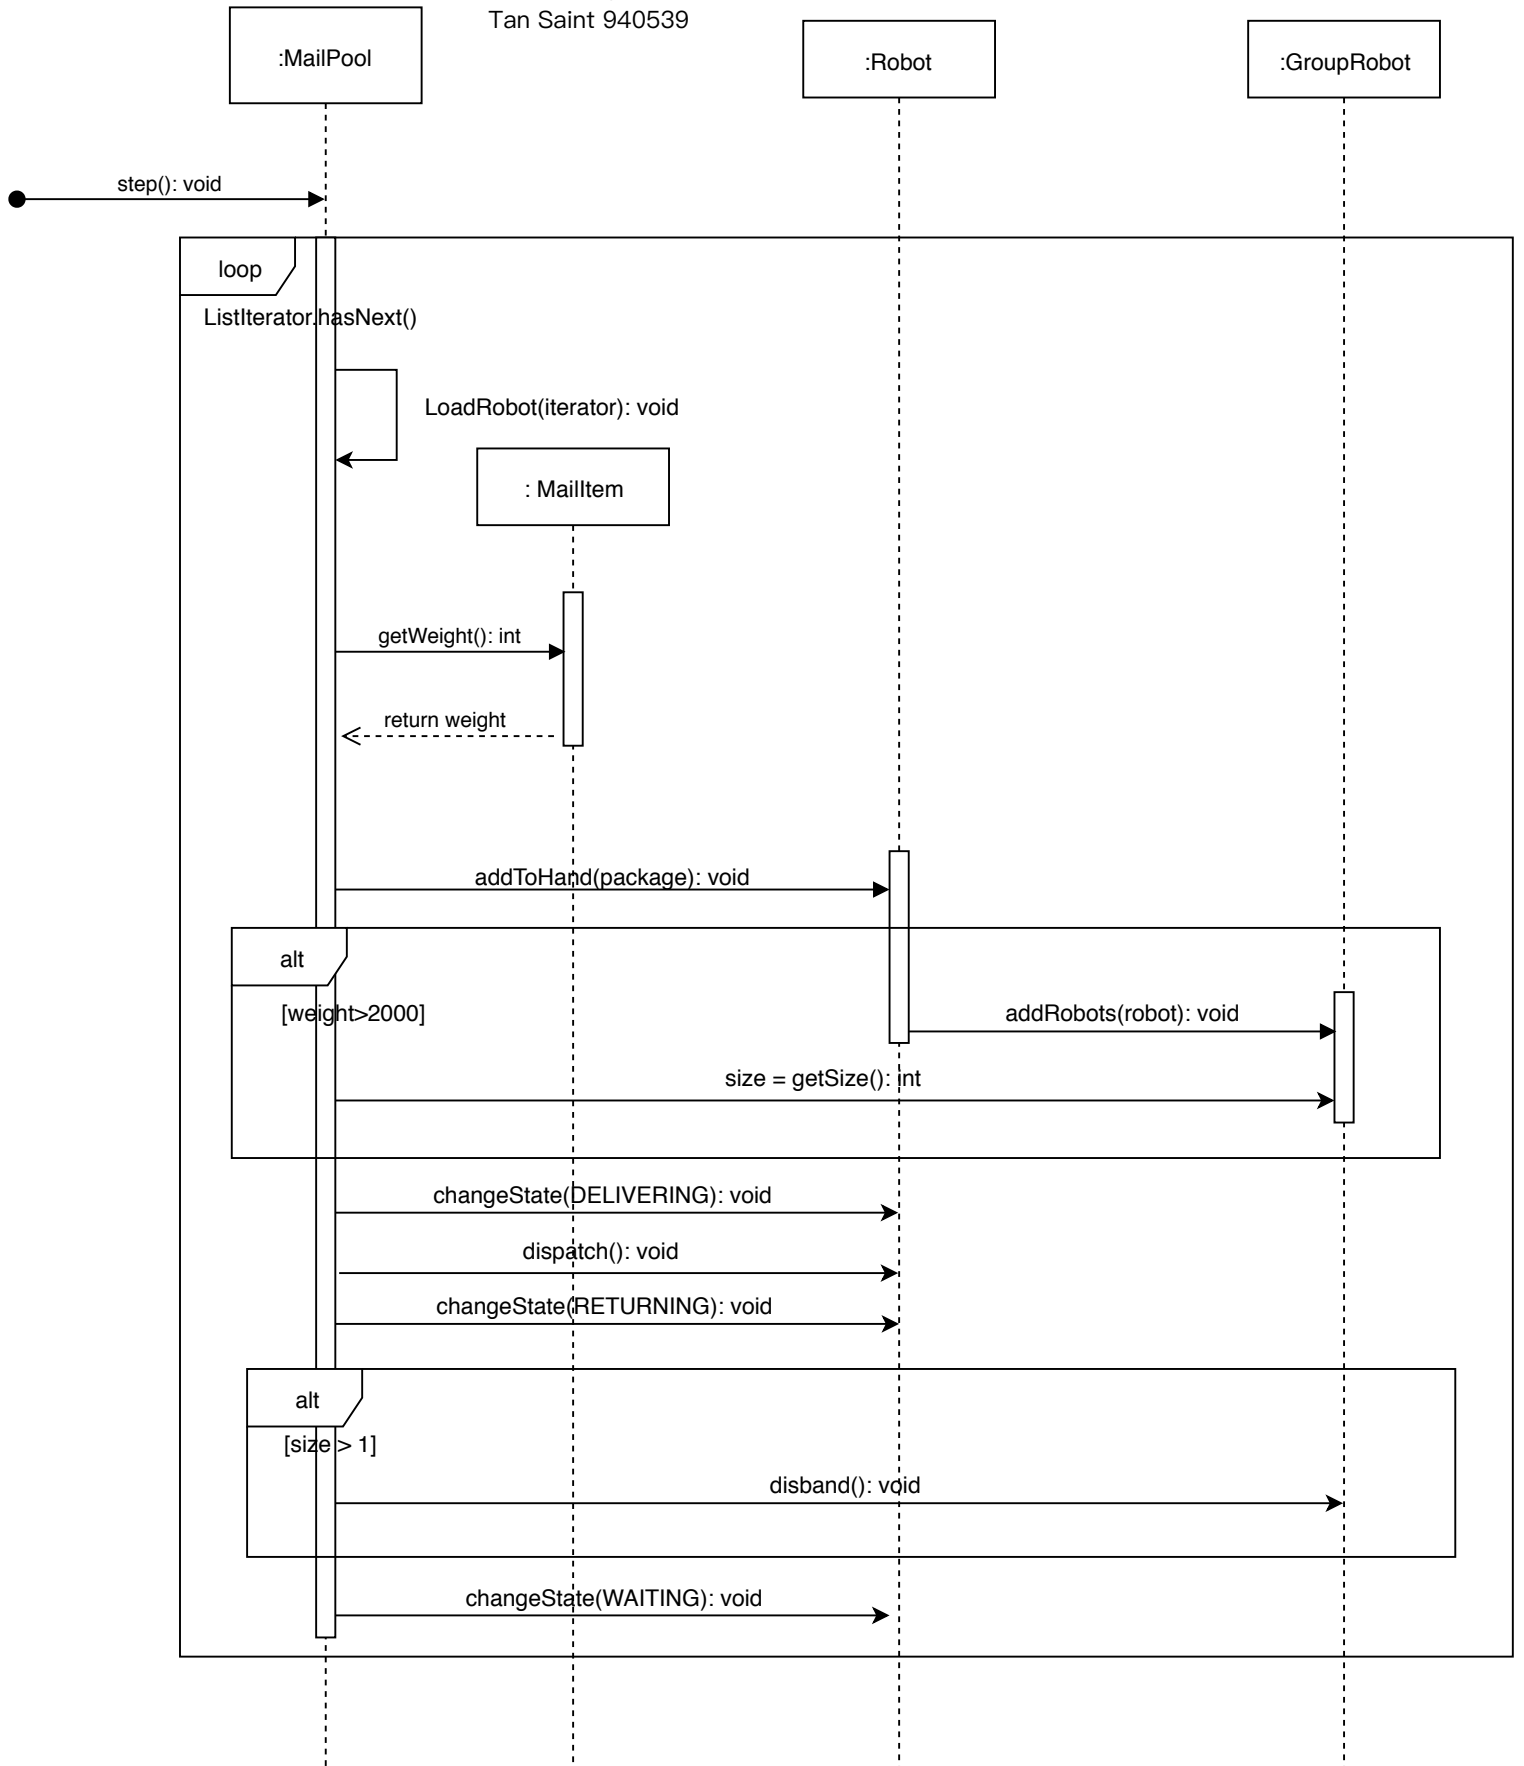 Tan Saint 940539
:MailPool
:Robot
:GroupRobot
step(): void
loop
ListIterator.hasNext()
LoadRobot(iterator): void
: MailItem
getWeight(): int
return weight
addToHand(package): void
alt
[weight>2000]
addRobots(robot): void
size = getSize(): int
changeState(DELIVERING): void
dispatch(): void
changeState(RETURNING): void
alt
[size > 1]
disband(): void
changeState(WAITING): void